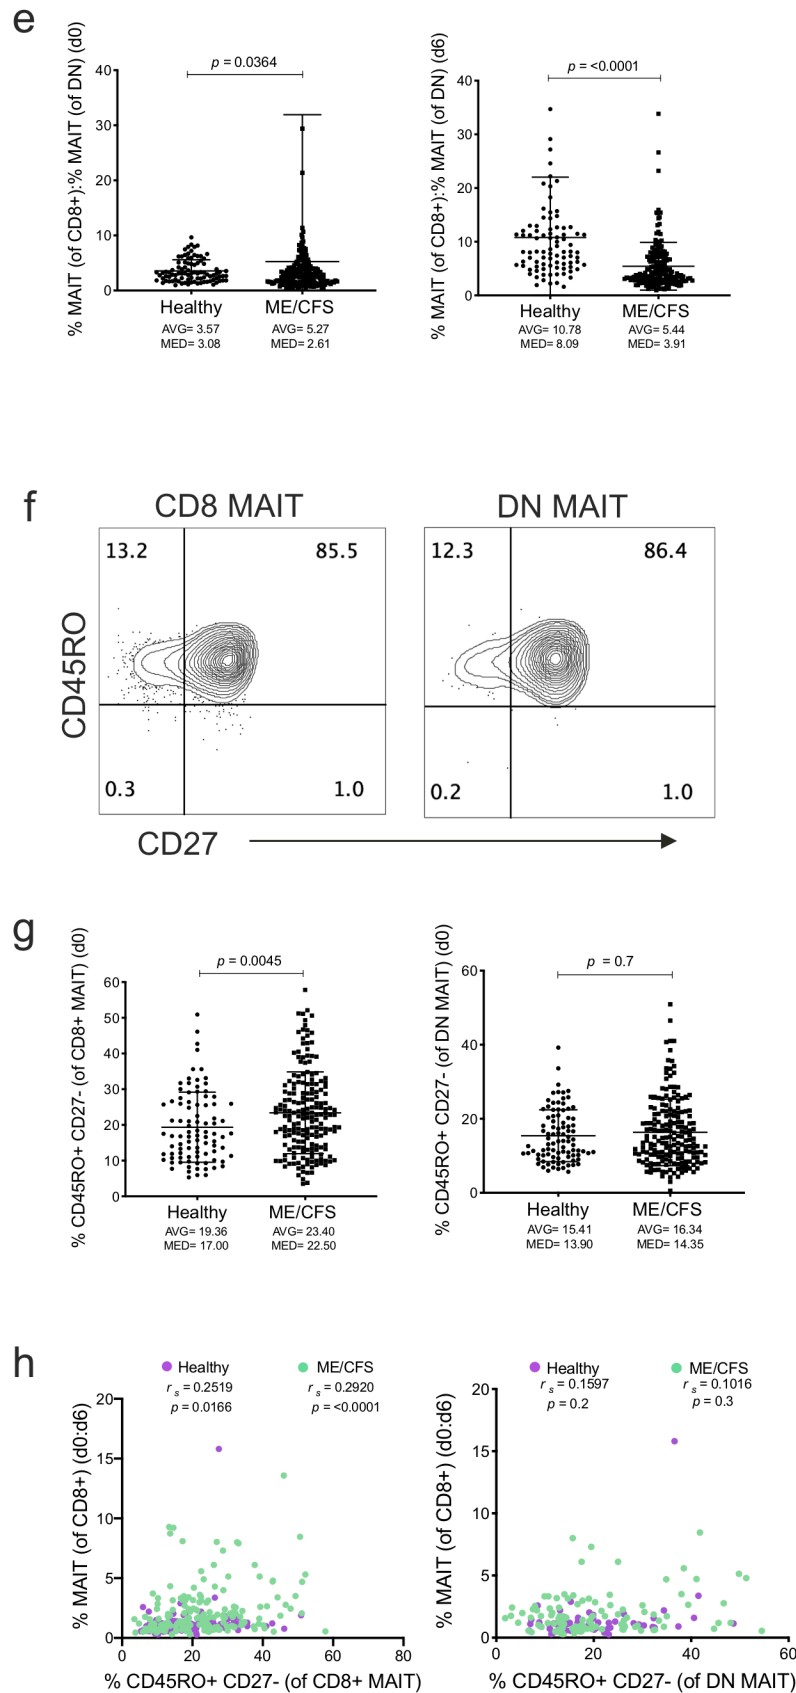 e
% MAIT (of CD8+):% MAIT (of DN) (d0)
p = 0.0364
40
30
20
10
0
Healthy ME/CFS
AVG= 3.57 AVG= 5.27
MED= 3.08 MED= 2.61
% MAIT (of CD8+):% MAIT (of DN) (d6)
p = <0.0001
40
30
20
10
0
Healthy ME/CFS
AVG= 10.78 AVG= 5.44
MED= 8.09 MED= 3.91
f
CD8 MAIT DN MAIT
CD45RO
13.2 85.5
0.3 1.0
12.3 86.4
0.2 1.0
CD27
g
% CD45RO+ CD27- (of CD8+ MAIT) (d0)
p = 0.0045
60
50
40
30
20
10
0
Healthy ME/CFS
AVG= 19.36 AVG= 23.40
MED= 17.00 MED= 22.50
% CD45RO+ CD27- (of DN MAIT) (d0)
p = 0.7
60
40
20
0
Healthy ME/CFS
AVG= 15.41 AVG= 16.34
MED= 13.90 MED= 14.35
h
Healthy ME/CFS
r s = 0.2519 r s = 0.2920
p = 0.0166 p = <0.0001
% MAIT (of CD8+) (d0:d6)
20
15
10
5
0
0 20 40 60 80
% CD45RO+ CD27- (of CD8+ MAIT)
Healthy ME/CFS
r s = 0.1597 r s = 0.1016
p = 0.2 p = 0.3
% MAIT (of CD8+) (d0:d6)
20
15
10
5
0
0 20 40 60
% CD45RO+ CD27- (of DN MAIT)